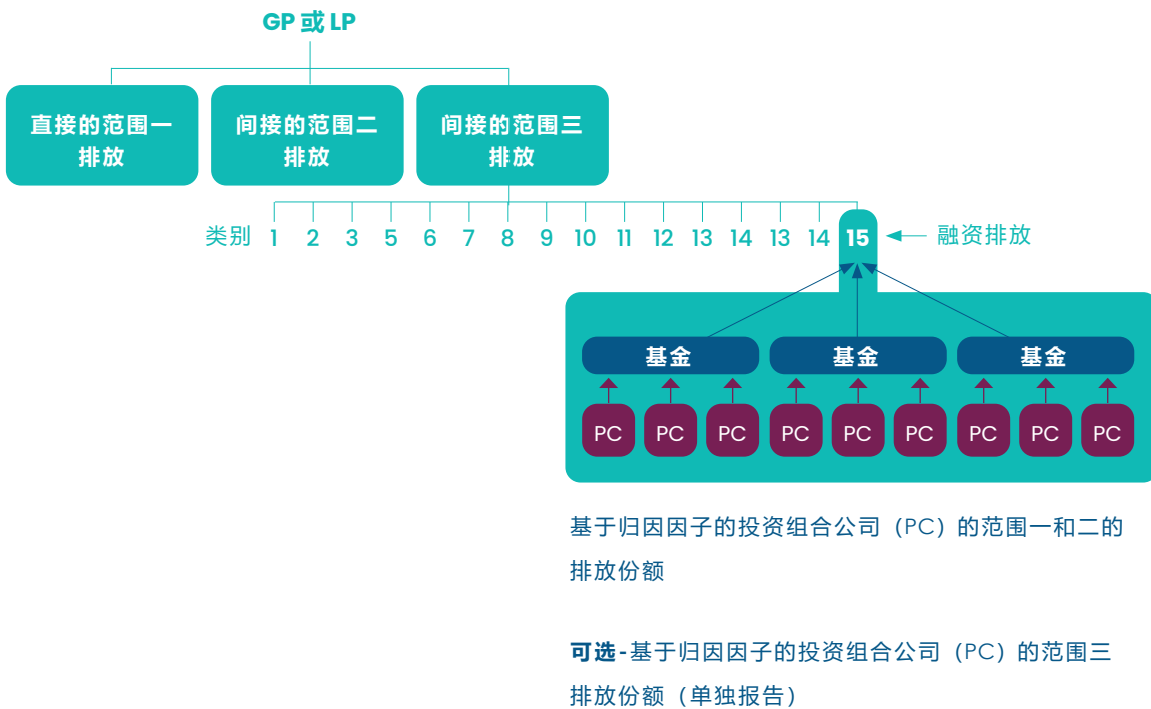 GP 或 LP
直接的范围一
排放
间接的范围二
排放
间接的范围三
排放
类别 1 2 3 5 6 7 8 9 10 11 12 13 14 13 14 15 融资排放
基金 基金 基金
PC PC PC PC PC PC PC PC PC
基于归因因子的投资组合公司（PC）的范围一和二的
排放份额
可选-基于归因因子的投资组合公司（PC）的范围三
排放份额（单独报告）